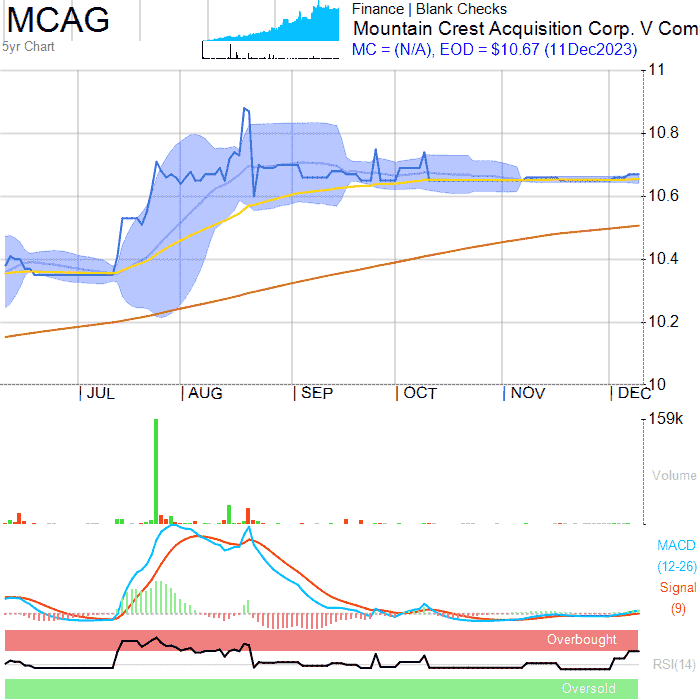 MCAG
5yr Chart
Finance | Blank Checks
Mountain Crest Acquisition Corp. V Com
MC = (N/A), EOD = $10.67 (11Dec2023)
11
10.8
10.6
10.4
10.2
10
JUL AUG SEP OCT NOV DEC
159k
Volume
MACD
(12-26)
Signal
(9)
Overbought
RSI(14)
Oversold